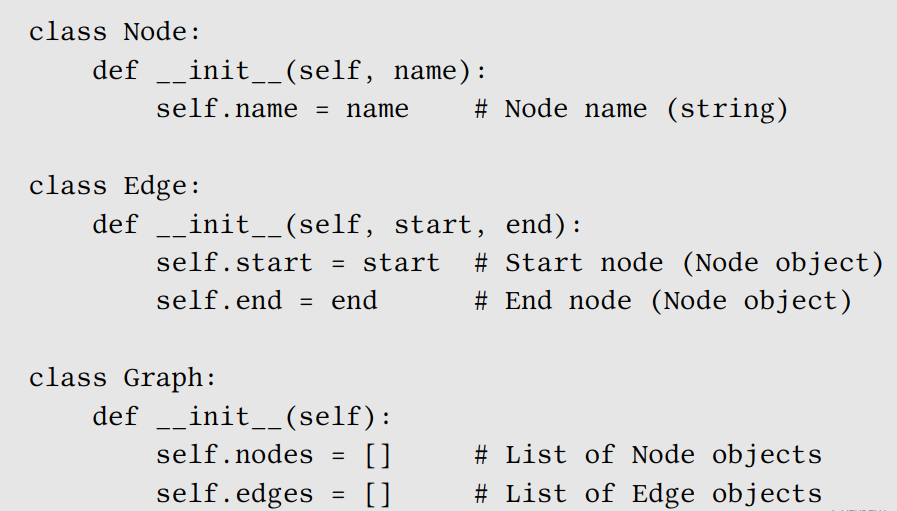 class Node:
    def __init__(self, name):
        self.name = name    # Node name (string)
class Edge:
    def __init__(self, start, end):
        self.start = start  # Start node (Node object)
        self.end = end      # End node (Node object)
class Graph:
    def __init__(self):
        self.nodes = []     # List of Node objects
        self.edges = []     # List of Edge objects